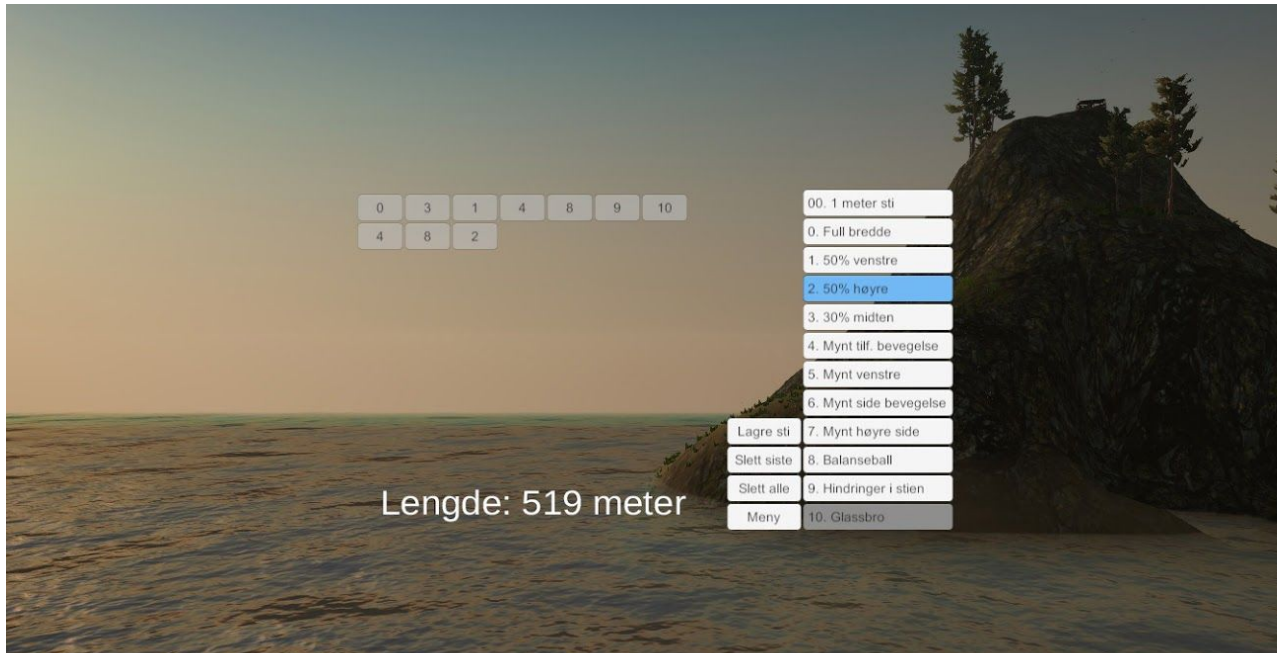 0 3 1 4 8 9 10
4 8 2
00. 1 meter sti
0. Full bredde
1. 50% venstre
2. 50% høyre
3. 30% midten
4. Mynt tilf. bevegelse
5. Mynt venstre
6. Mynt side bevegelse
Lagre sti 7. Mynt høyre side
Slett siste 8. Balanseball
Slett alle 9. Hindringer i stien
Meny 10. Glassbro
Lengde: 519 meter